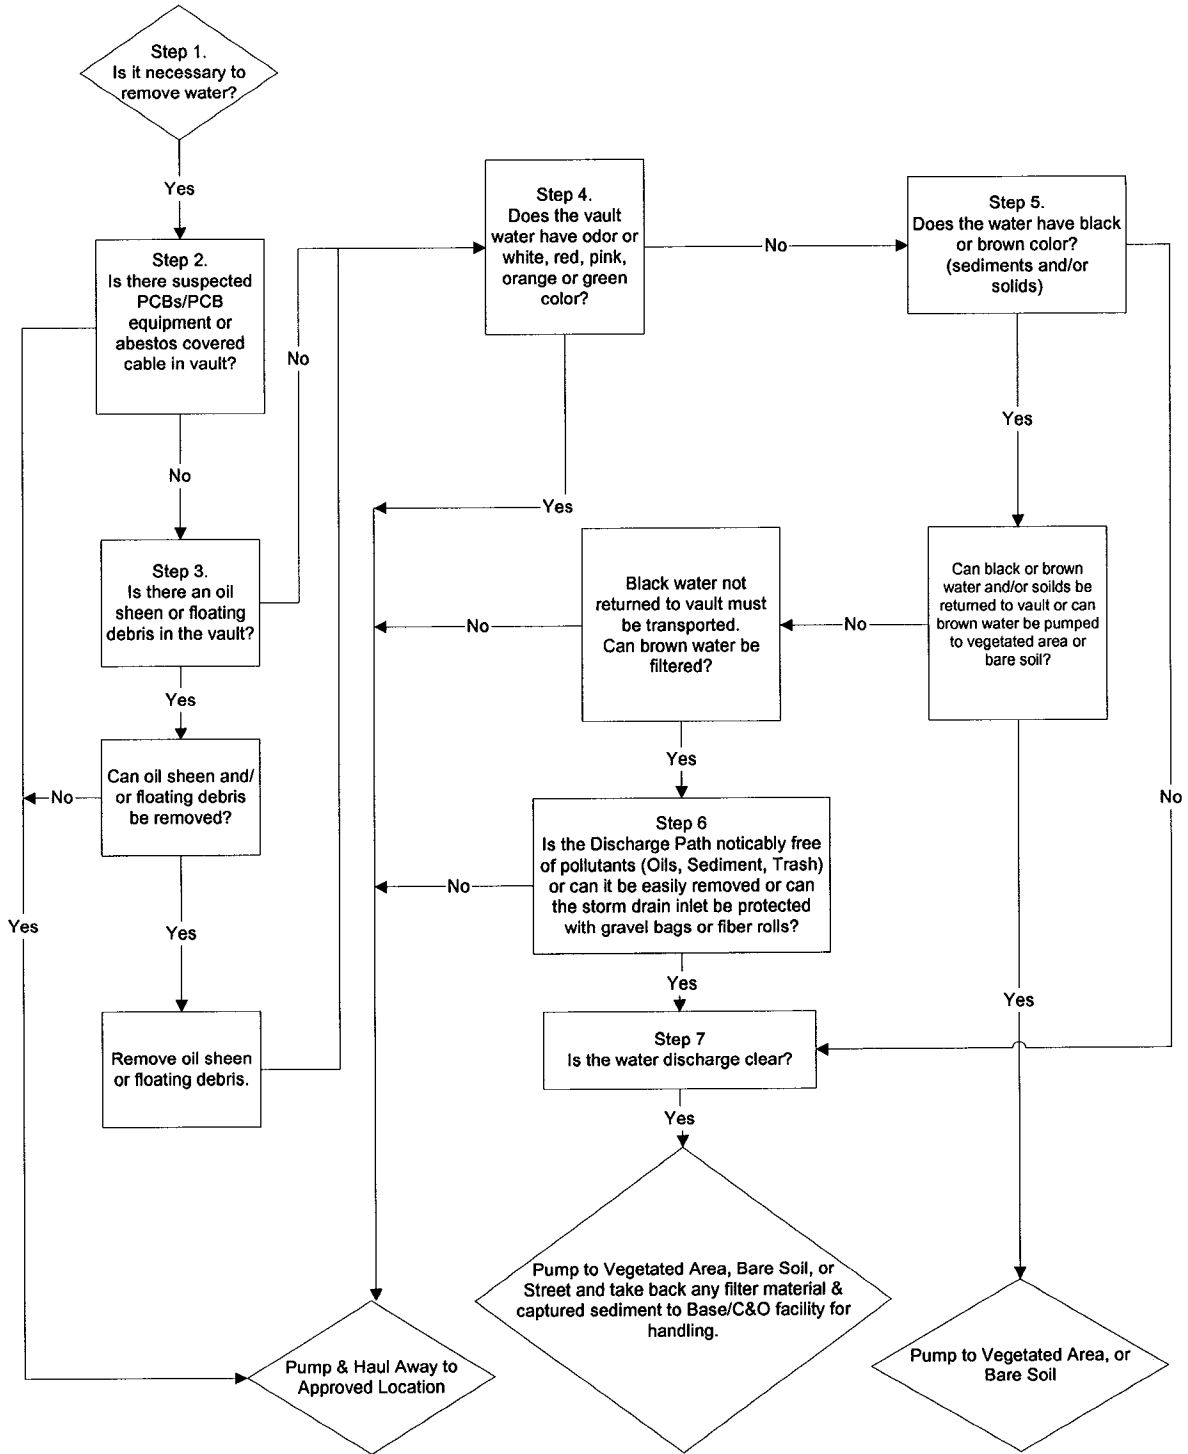 Step 1.
Is it necessary to
remove water?
Yes
Step 2.
Is there suspected
PCBs/PCB
equipment or
abestos covered
cable in vault?
No
Yes
Step 3.
Is there an oil
sheen or floating
debris in the vault?
No
Yes
Can oil sheen and/
or floating debris
be removed?
No
Yes
Remove oil sheen
or floating debris.
Step 4.
Does the vault
water have odor or
white, red, pink,
orange or green
color?
No
Yes
Step 5.
Does the water have black
or brown color?
(sediments and/or
solids)
Yes
No
Can black or brown
water and/or soilds be
returned to vault or can
brown water be pumped
to vegetated area or
bare soil?
No
Yes
Black water not
returned to vault must
be transported.
Can brown water be
filtered?
No
Yes
Step 6
Is the Discharge Path noticably free
of pollutants (Oils, Sediment, Trash)
or can it be easily removed or can
the storm drain inlet be protected
with gravel bags or fiber rolls?
No
Yes
Step 7
Is the water discharge clear?
Yes
Pump to Vegetated Area, Bare Soil, or
Street and take back any filter material &
captured sediment to Base/C&O facility for
handling.
Pump & Haul Away to
Approved Location
Pump to Vegetated Area, or
Bare Soil